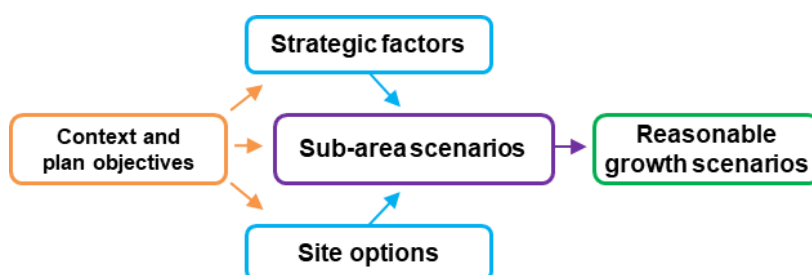 Strategic factors
Context and
plan objectives
Sub-area scenarios
Reasonable
growth scenarios
Site options